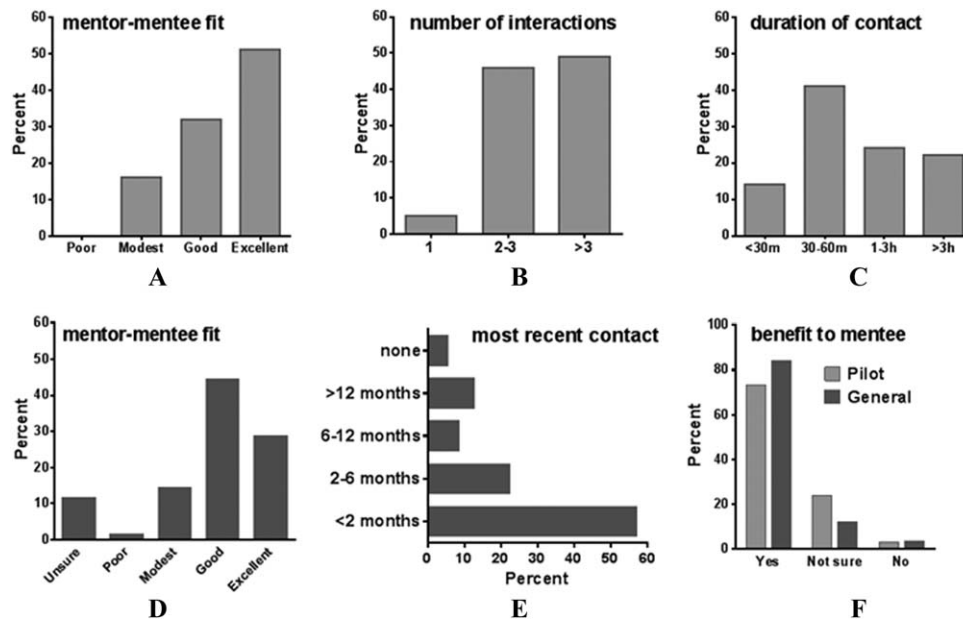 mentor-mentee fit
Percent
60
50
40
30
20
10
0
Poor Modest Good Excellent
A
number of interactions
Percent
60
50
40
30
20
10
0
1 2-3 >3
B
duration of contact
Percent
60
50
40
30
20
10
0
<30m 30-60m 1-3h >3h
C
mentor-mentee fit
Percent
60
50
40
30
20
10
0
Unsure Poor Modest Good Excellent
D
most recent contact
none
>12 months
6-12 months
2-6 months
<2 months
0 10 20 30 40 50 60
Percent
E
benefit to mentee
Pilot
General
Percent
100
80
60
40
20
0
Yes Not sure No
F